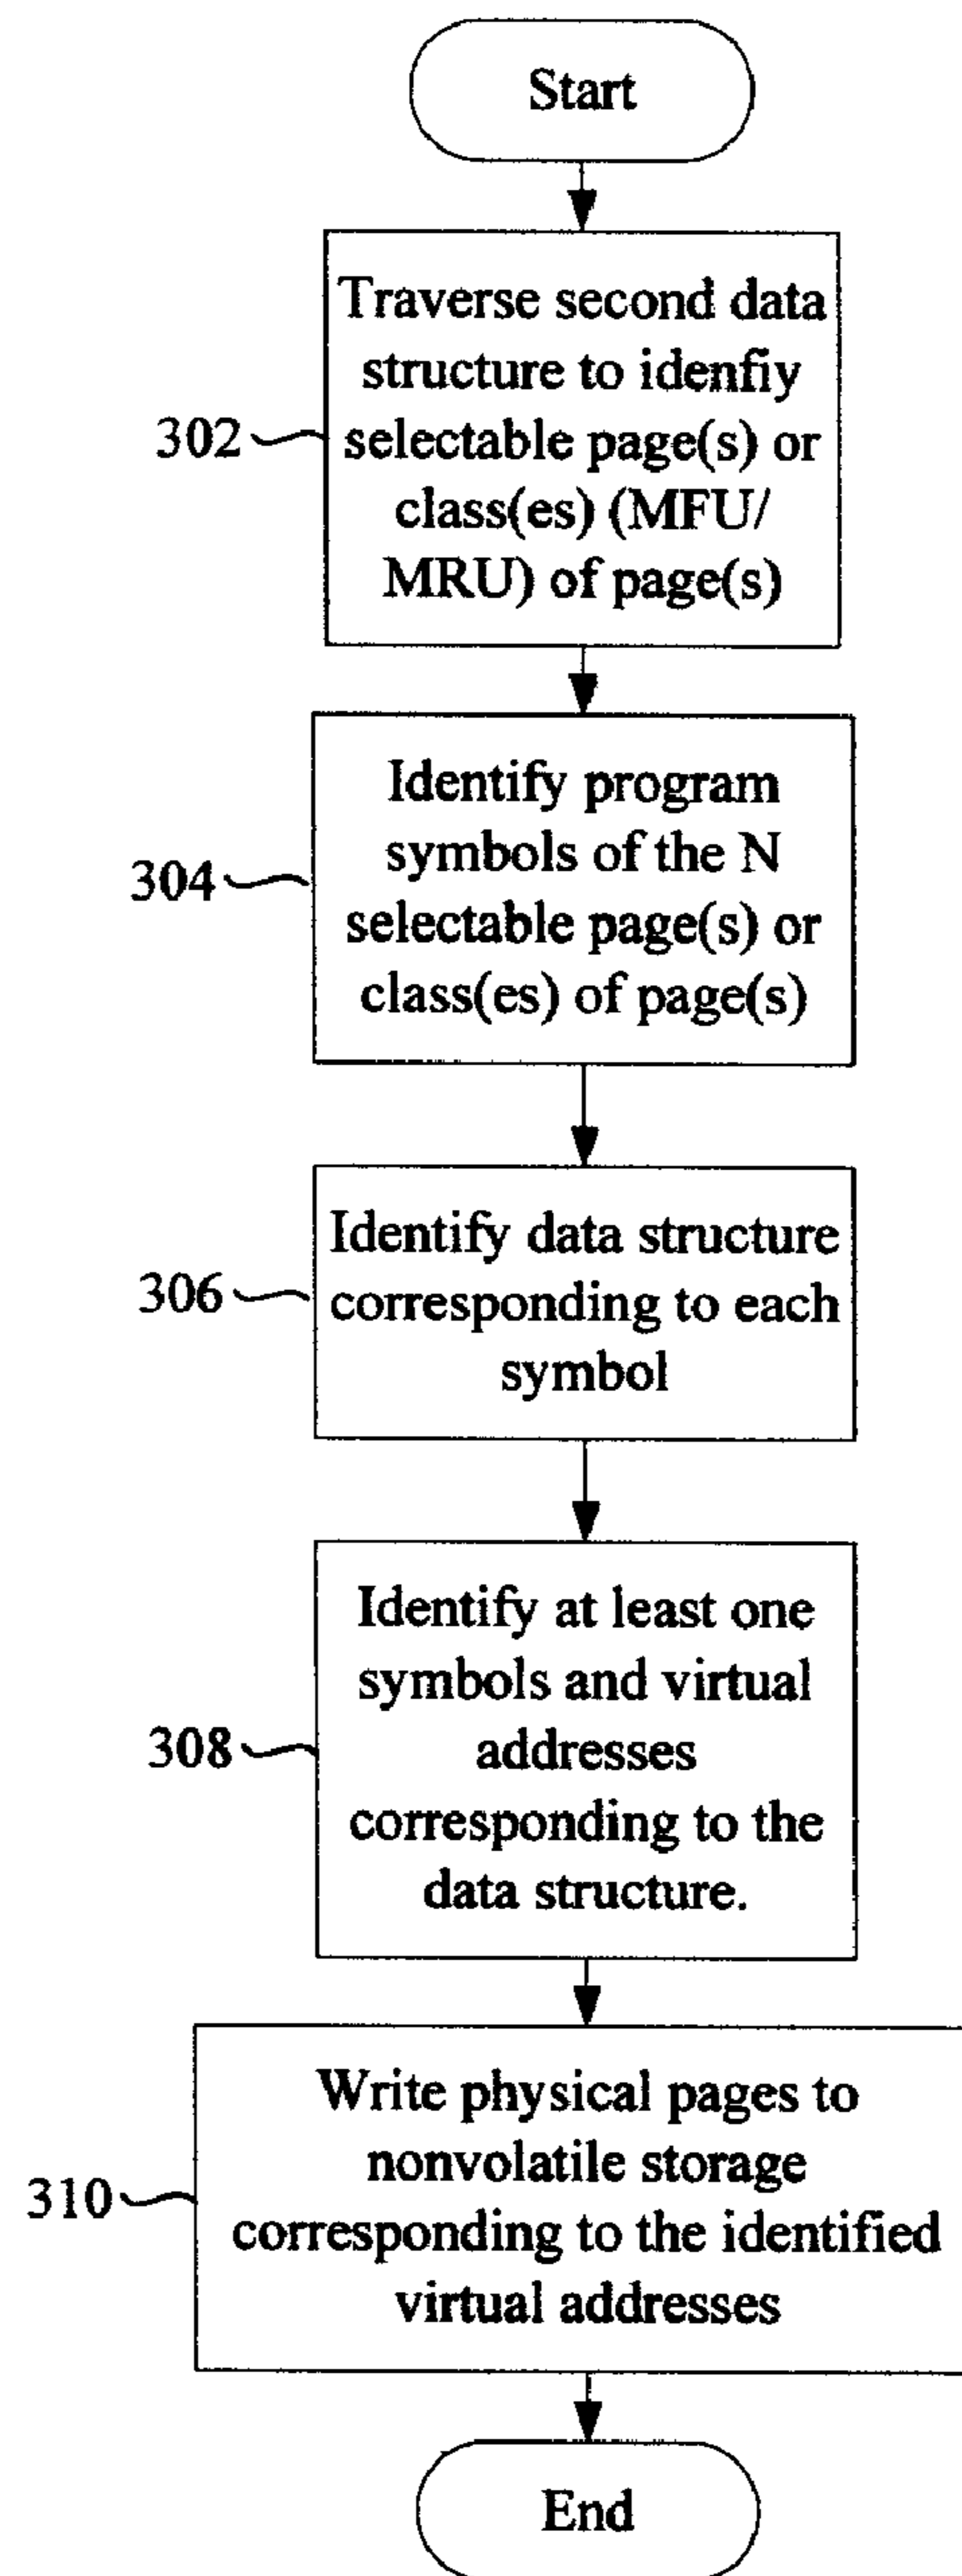 Start
Traverse second data
structure to idenfiy
302
selectable page(s) or
class(es) (MFU/
MRU) of page(s)
Identify program
symbols of the N
304
selectable page(s) or
class(es) of page(s)
Identify data structure
306
corresponding to each
symbol
Identify at least one
symbols and virtual
308
addresses
corresponding to the
data structure.
Write physical pages to
nonvolatile storage
310
corresponding to the identified
virtual addresses
End